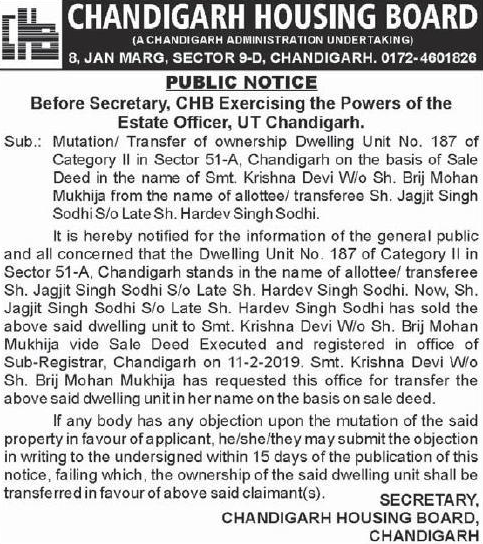 CHANDIGARH HOUSING BOARD
(A CHANDIGARH ADMINISTRATION UNDERTAKING)
8, JAN MARG, SECTOR 9-D, CHANDIGARH. 0172-4601826
PUBLIC NOTICE
Before Secretary, CHB Exercising the Powers of the
Estate Officer, UT Chandigarh.
Sub.: Mutation/ Transfer of ownership Dwelling Unit No. 187 of
Category II in Sector 51-A, Chandigarh on the basis of Sale
Deed in the name of Smt. Krishna Devi W/o Sh. Brij Mohan
Mukhija from the name of allottee/ transferee Sh. Jagjit Singh
Sodhi S/o Late Sh. Hardev Singh Sodhi.
It is hereby notified for the information of the general public
and all concerned that the Dwelling Unit No. 187 of Category II in
Sector 51-A, Chandigarh stands in the name of allottee/ transferee
Sh. Jagjit Singh Sodhi S/o Late Sh. Hardev Singh Sodhi. Now, Sh.
Jagjit Singh Sodhi S/o Late Sh. Hardev Singh Sodhi has sold the
above said dwelling unit to Smt. Krishna Devi W/o Sh. Brij Mohan
Mukhija vide Sale Deed Executed and registered in office of
Sub-Registrar, Chandigarh on 11-2-2019. Smt. Krishna Devi W/o
Sh. Brij Mohan Mukhija has requested this office for transfer the
above said dwelling unit in her name on the basis on sale deed.
If any body has any objection upon the mutation of the said
property in favour of applicant, he/she/they may submit the objection
in writing to the undersigned within 15 days of the publication of this
notice, failing which, the ownership of the said dwelling unit shall be
transferred in favour of above said claimant(s).
SECRETARY,
CHANDIGARH HOUSING BOARD,
CHANDIGARH